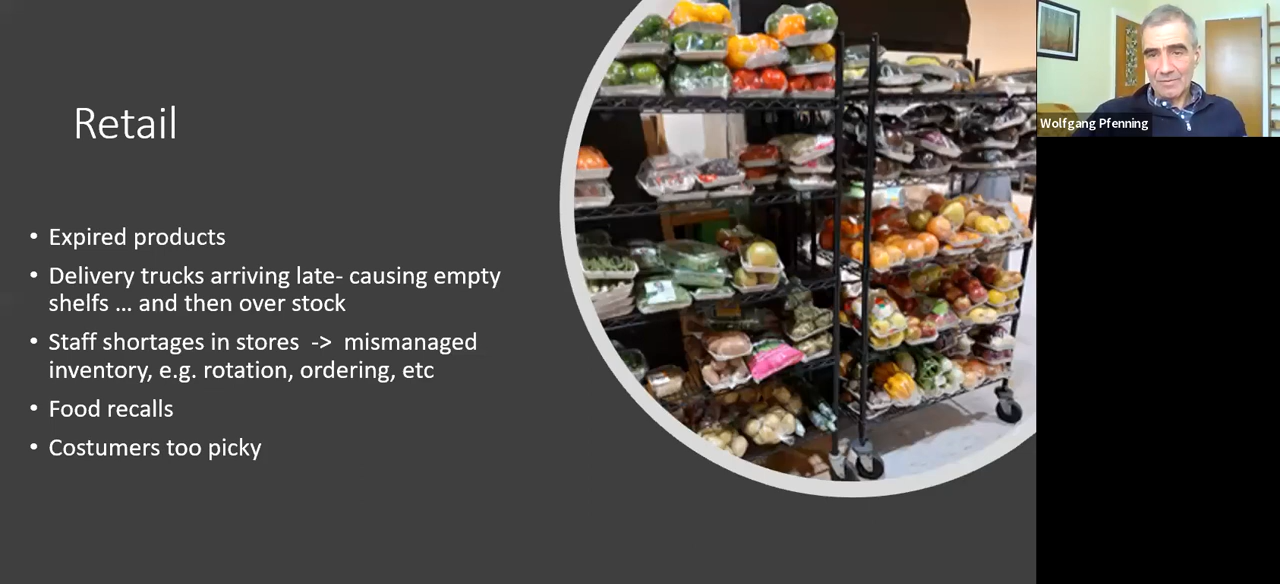 Retail
• Expired products
• Delivery trucks arriving late- causing empty
shelfs ... and then over stock
• Staff shortages in stores -> mismanaged
inventory, e.g. rotation, ordering, etc
• Food recalls
• Costumers too picky
Wolfgang Pfenning